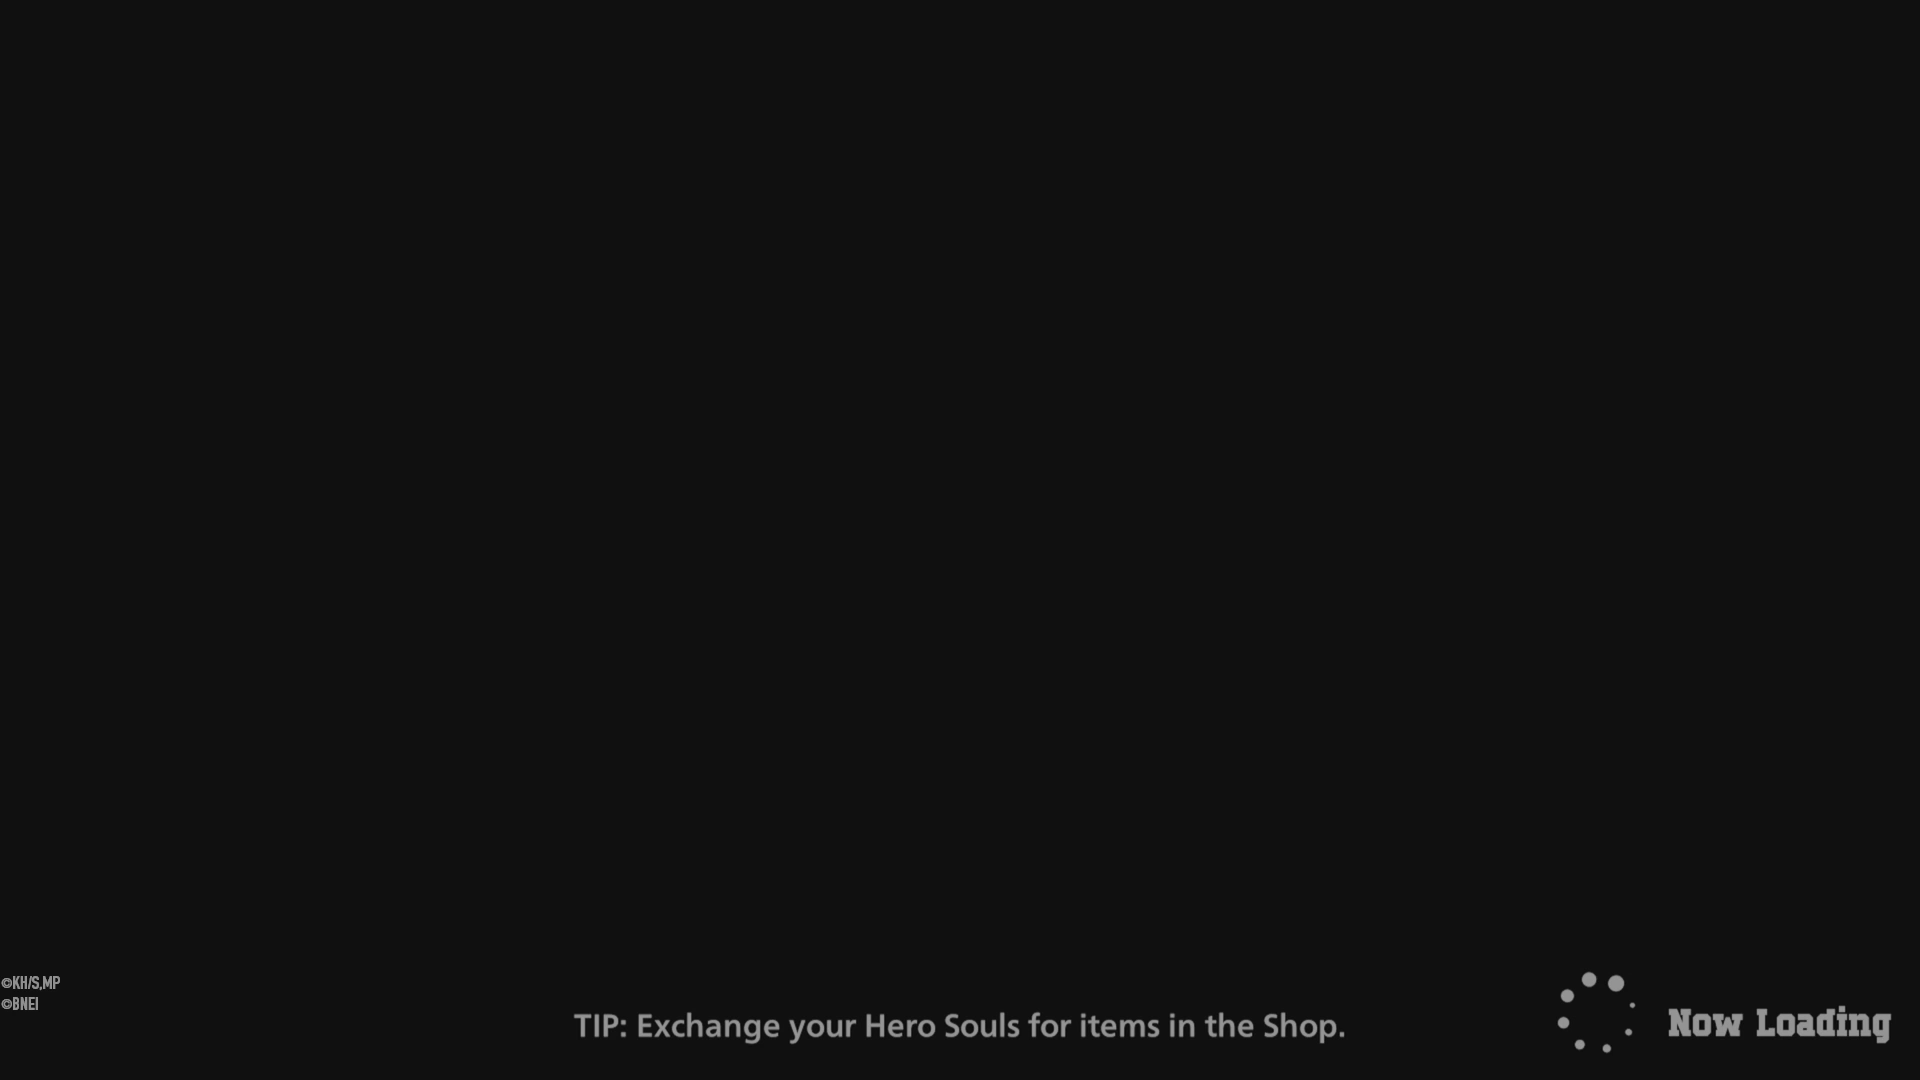 ©KH/S,MP
©BNEI
TIP: Exchange your Hero Souls for items in the Shop.
Now Loading